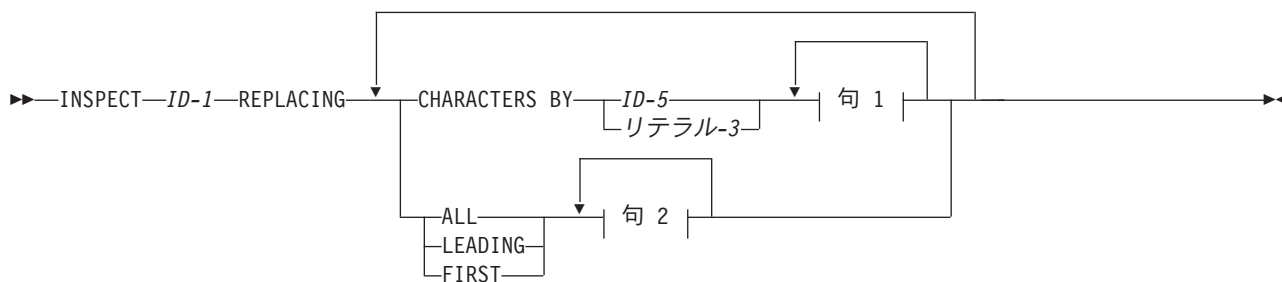 INSPECT ID-1 REPLACING CHARACTERS BY ID-5 句 1
リテラル-3
ALL 句 2
LEADING
FIRST